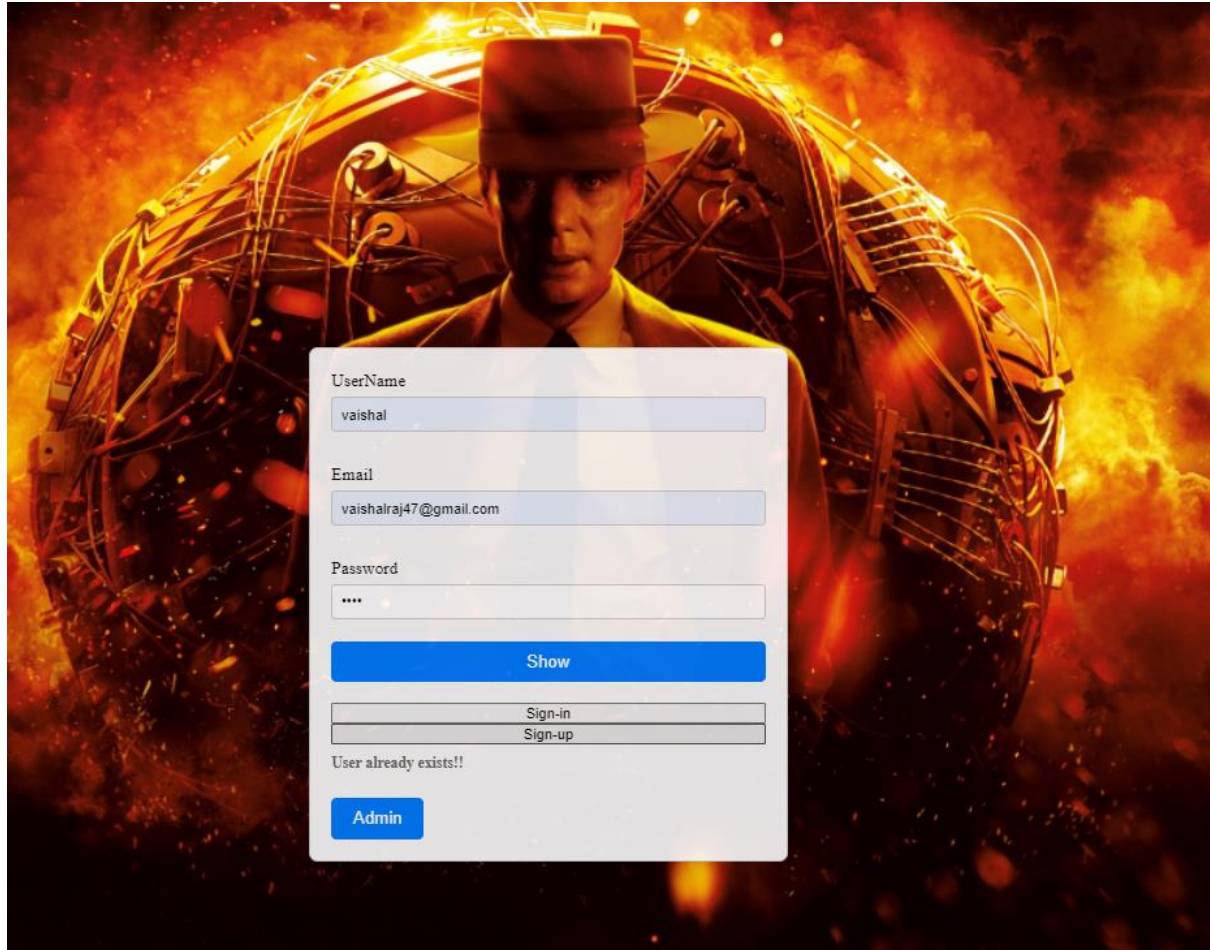 UserName
vaishal
Email
vaishalraj47@gmail.com
Password
••••
Show
Sign-in
Sign-up
User already exists!!
Admin